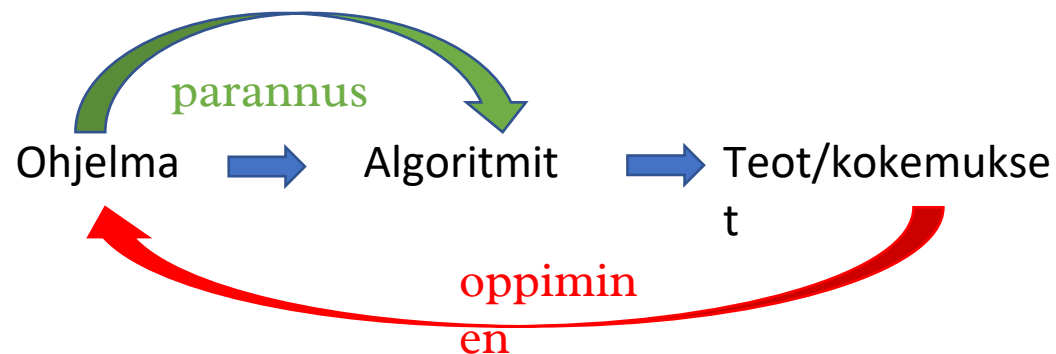 parannus
Ohjelma Algoritmit Teot/kokemukse
t
oppimin
en